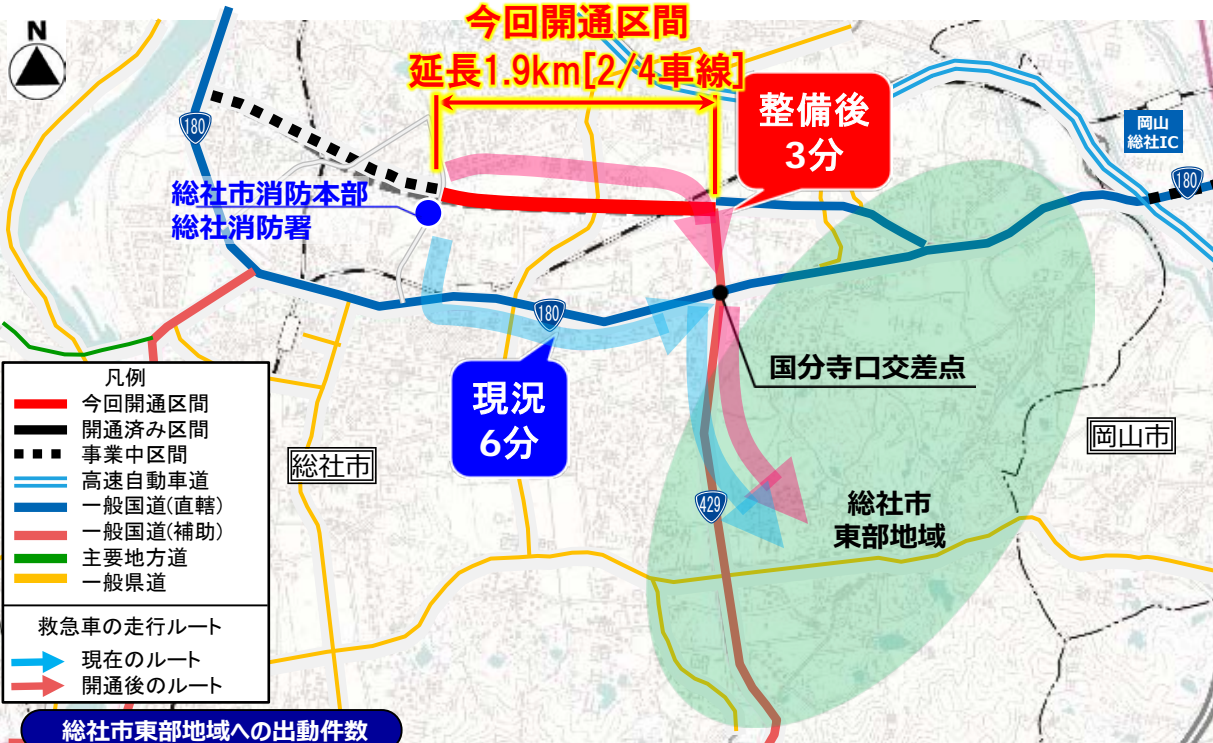 N
今回開通区間
延長1.9km[2/4車線]
整備後
3分
岡山
総社IC
180
180
総社市消防本部
総社消防署
180
現況
6分
国分寺口交差点
凡例
今回開通区間
開通済み区間
事業中区間
高速自動車道
一般国道(直轄)
一般国道(補助)
主要地方道
一般県道
救急車の走行ルート
現在のルート
開通後のルート
総社市
岡山市
429
総社市
東部地域
総社市東部地域への出動件数